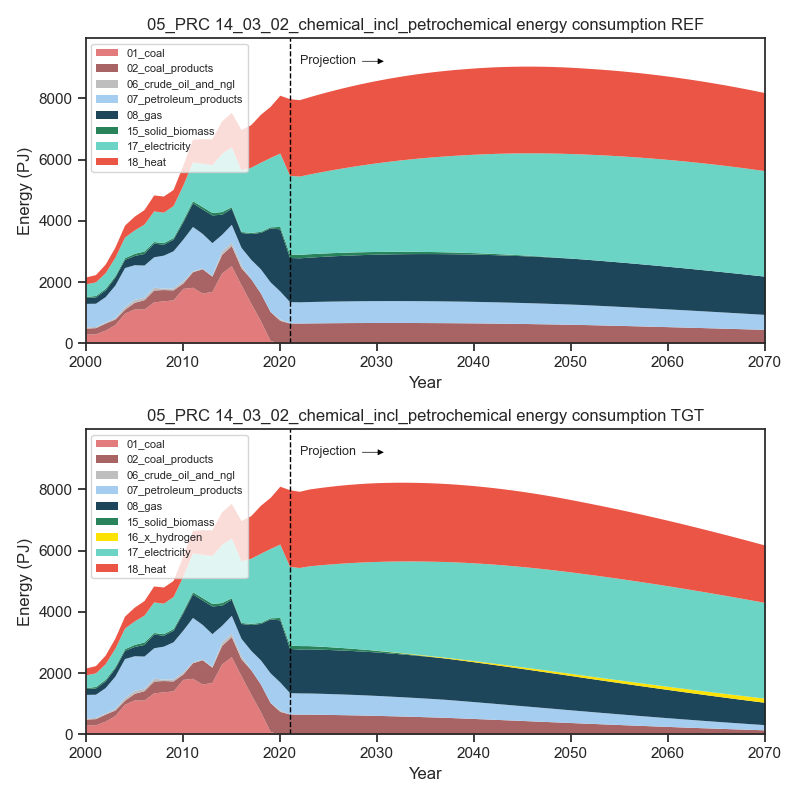 05_PRC 14_03_02_chemical_incl_petrochemical energy consumption REF
Energy (PJ)
8000
6000
4000
2000
0
01_coal
02_coal_products
06_crude_oil_and_ngl
07_petroleum_products
08_gas
15_solid_biomass
17_electricity
18_heat
Projection
2000 2010 2020 2030 2040 2050 2060 2070
Year
05_PRC 14_03_02_chemical_incl_petrochemical energy consumption TGT
Energy (PJ)
8000
6000
4000
2000
0
01_coal
02_coal_products
06_crude_oil_and_ngl
07_petroleum_products
08_gas
15_solid_biomass
16_x_hydrogen
17_electricity
18_heat
Projection
2000 2010 2020 2030 2040 2050 2060 2070
Year